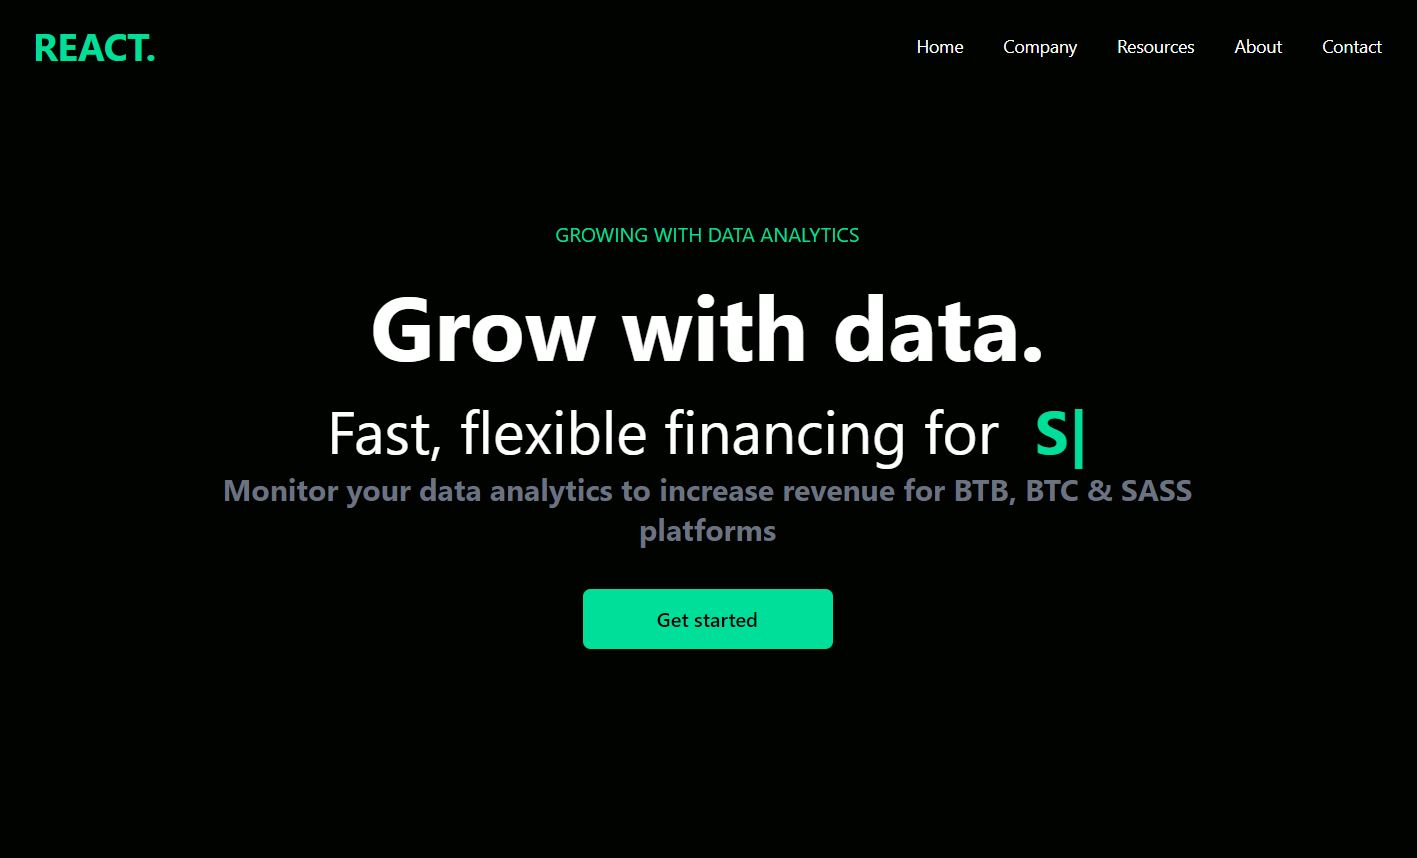 REACT.
Home Company Resources About Contact
GROWING WITH DATA ANALYTICS
Grow with data.
Fast, flexible financing for S|
Monitor your data analytics to increase revenue for BTB, BTC & SASS
platforms
Get started